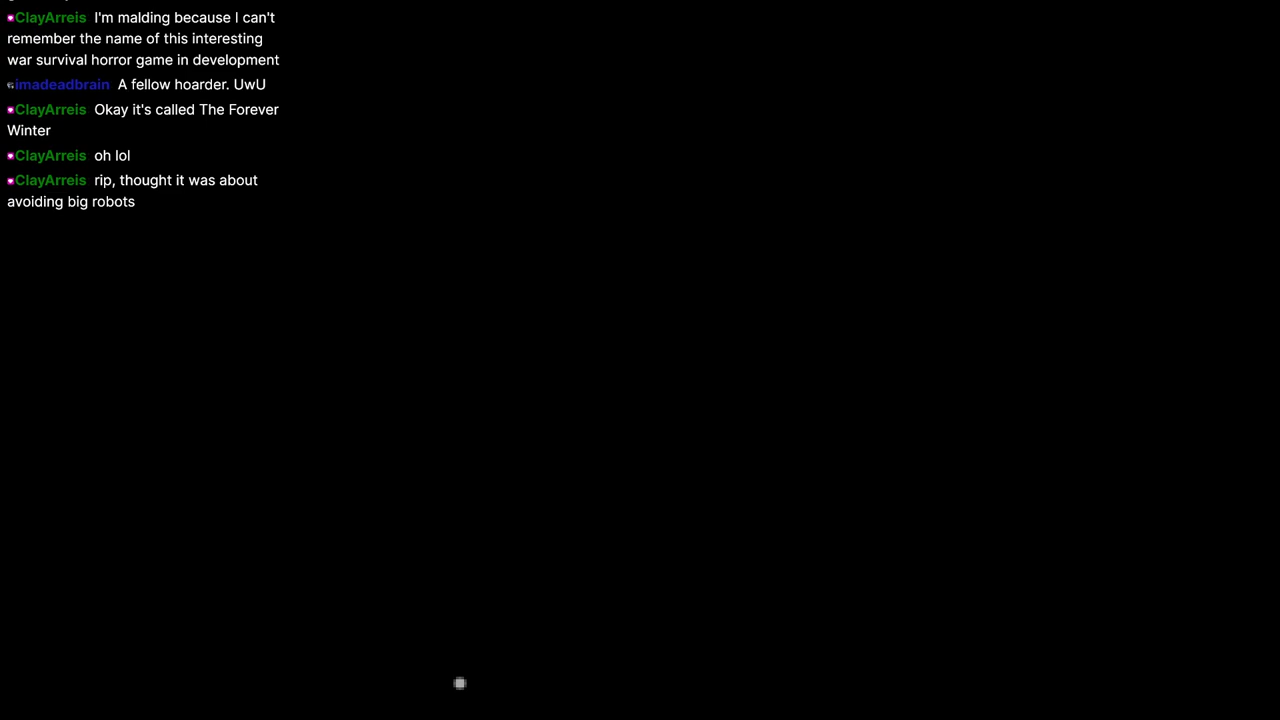 ClayArreis I'm malding because I can't
remember the name of this interesting
war survival horror game in development
imadeadbrain A fellow hoarder. UwU
ClayArreis Okay it's called The Forever
Winter
ClayArreis oh lol
ClayArreis rip, thought it was about
avoiding big robots